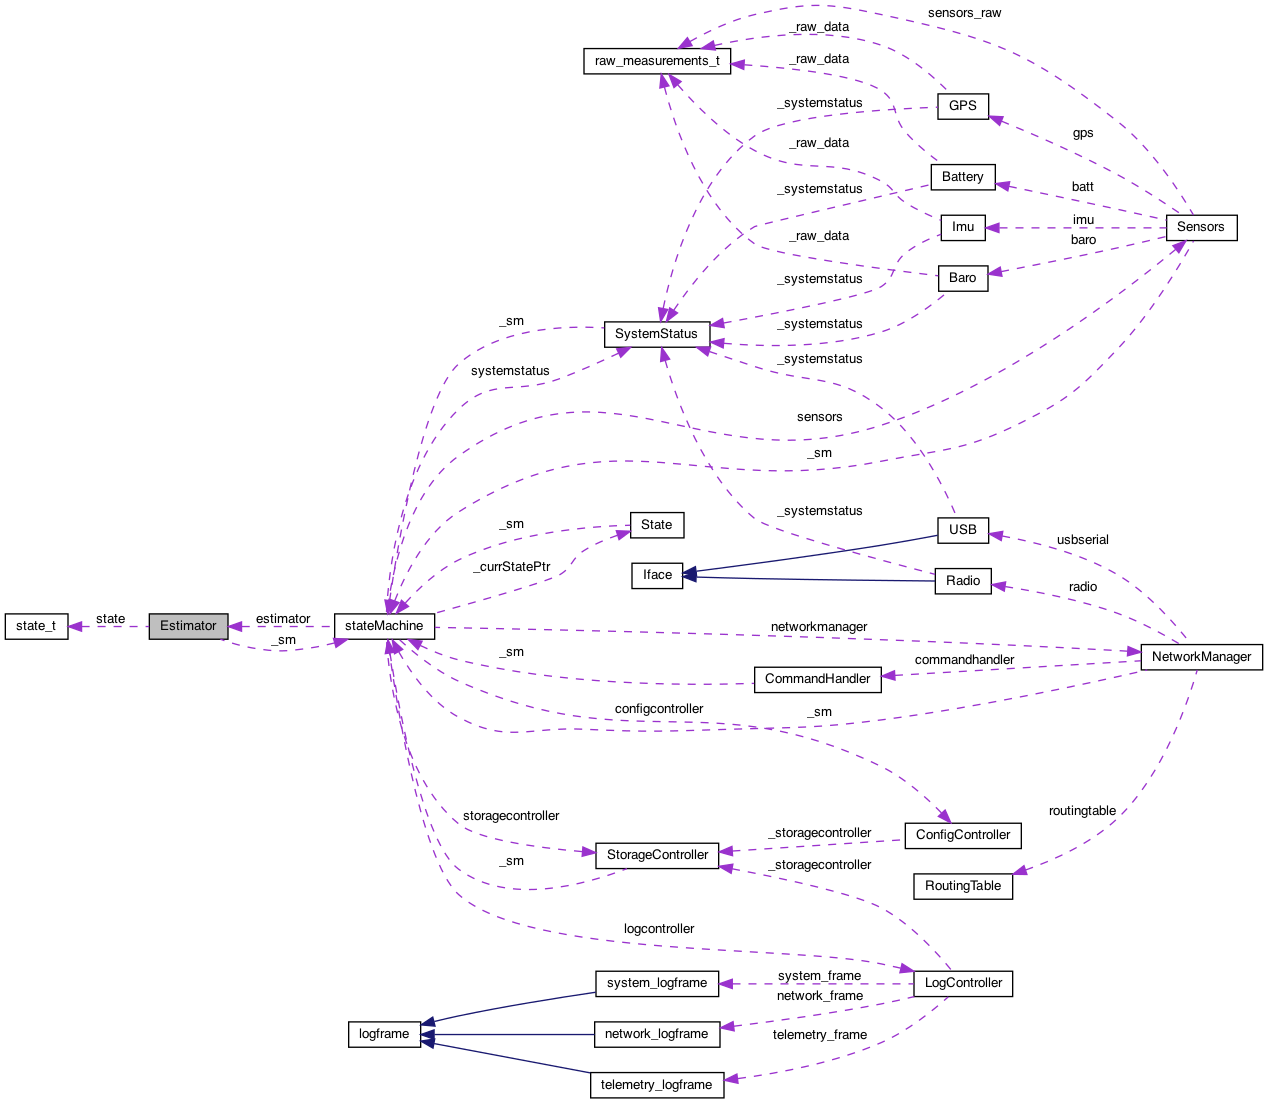 sensors_raw
_raw_data
raw_measurements_t
_raw_data
GPS
_systemstatus
gps
_raw_data
Battery
_systemstatus
batt
Imu
imu
Sensors
_raw_data
baro
Baro
_systemstatus
_sm
SystemStatus
_systemstatus
systemstatus
_systemstatus
sensors
_sm
_systemstatus
_sm
State
USB
usbserial
_currStatePtr
Iface
Radio
radio
state_t
state
Estimator
estimator
stateMachine
networkmanager
_sm
_sm
commandhandler
NetworkManager
CommandHandler
configcontroller
_sm
storagecontroller
routingtable
_storagecontroller
ConfigController
StorageController
_sm
_storagecontroller
RoutingTable
logcontroller
system_logframe
system_frame
LogController
network_frame
logframe
network_logframe
telemetry_frame
telemetry_logframe